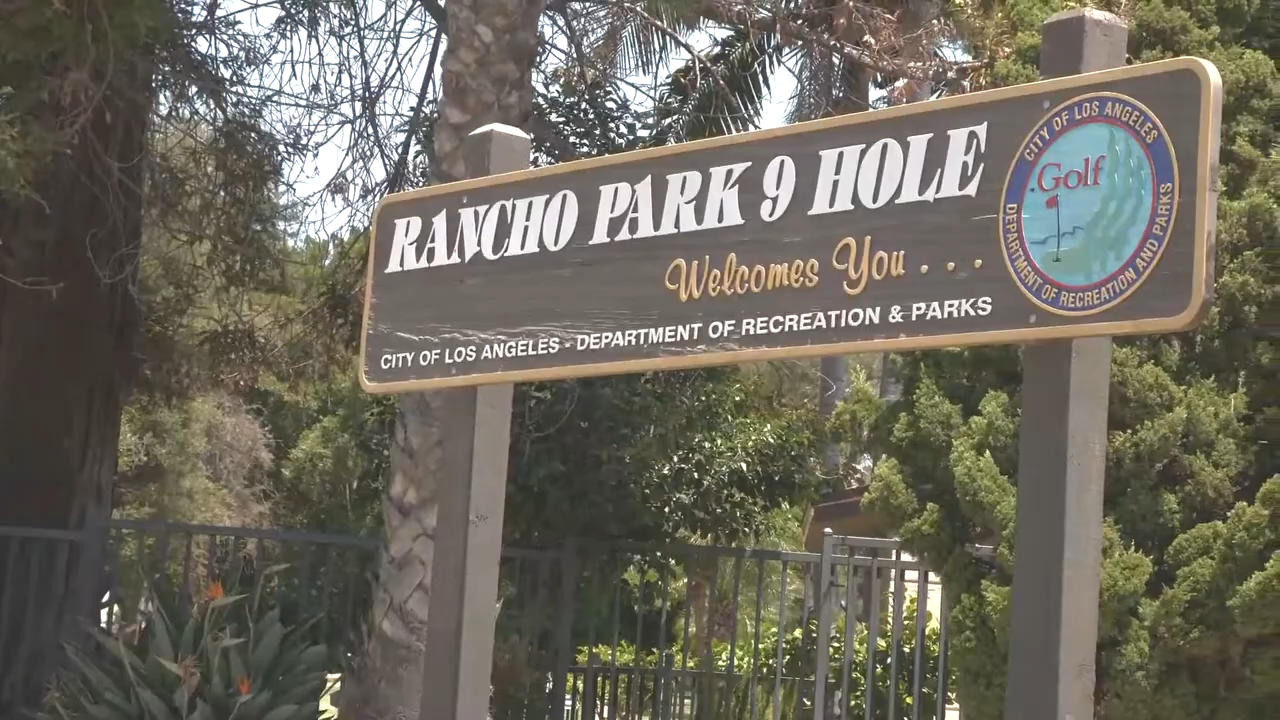 RANCHO PARK 9 HOLE
Welcomes You . . .
CITY OF LOS ANGELES - DEPARTMENT OF RECREATION & PARKS
CITY OF LOS ANGELES
Golf
DEPARTMENT OF RECREATION AND PARKS